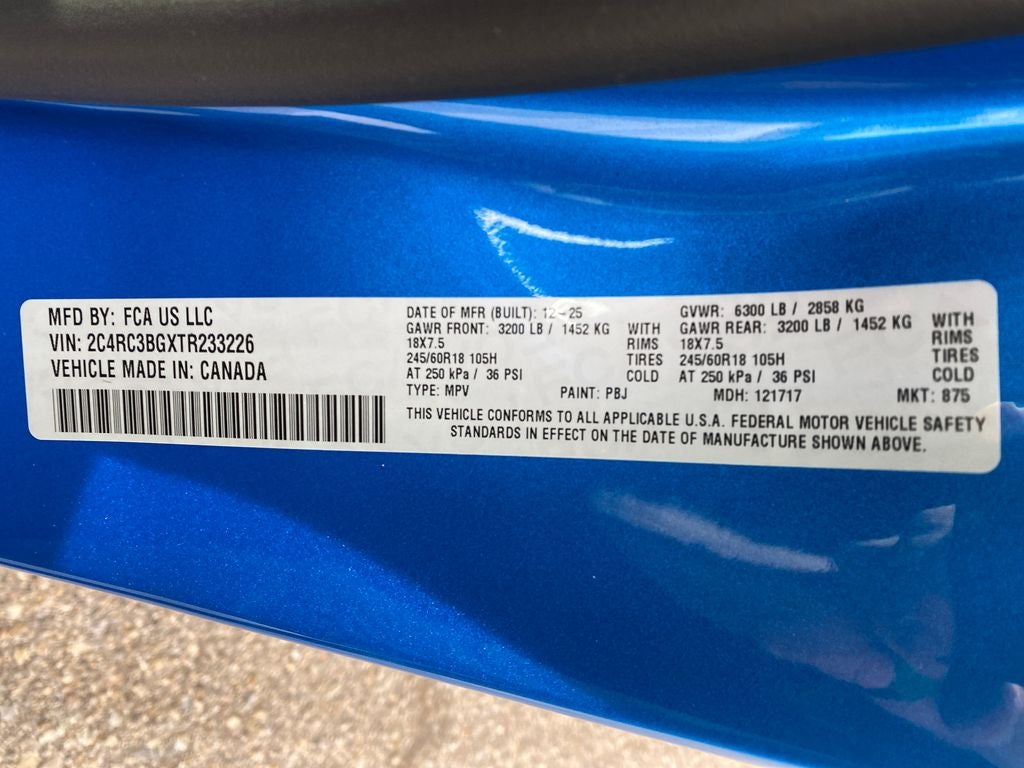 MFD BY: FCA US LLC
VIN: 2C4RC3BGXTR233226
VEHICLE MADE IN: CANADA
DATE OF MFR (BUILT): 12-25
GAWR FRONT: 3200 LB / 1452 KG WITH
18X7.5 RIMS
245/60R18 105H TIRES
AT 250 kPa / 36 PSI COLD
TYPE: MPV PAINT: PBJ
GVWR: 6300 LB / 2858 KG
GAWR REAR: 3200 LB / 1452 KG WITH
18X7.5 RIMS
245/60R18 105H TIRES
AT 250 kPa / 36 PSI COLD
MDH: 121717 MKT: 875
THIS VEHICLE CONFORMS TO ALL APPLICABLE U.S.A. FEDERAL MOTOR VEHICLE SAFETY
STANDARDS IN EFFECT ON THE DATE OF MANUFACTURE SHOWN ABOVE.